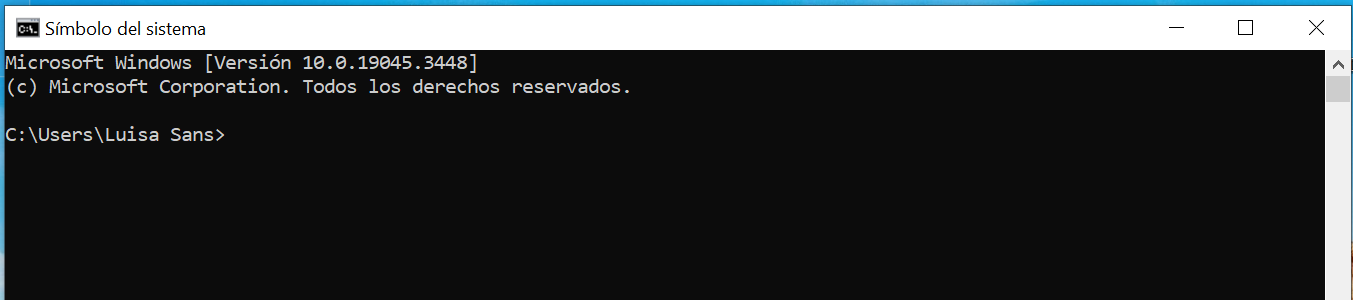 Símbolo del sistema
Microsoft Windows [Versión 10.0.19045.3448]
(c) Microsoft Corporation. Todos los derechos reservados.
C:\Users\Luisa Sans>